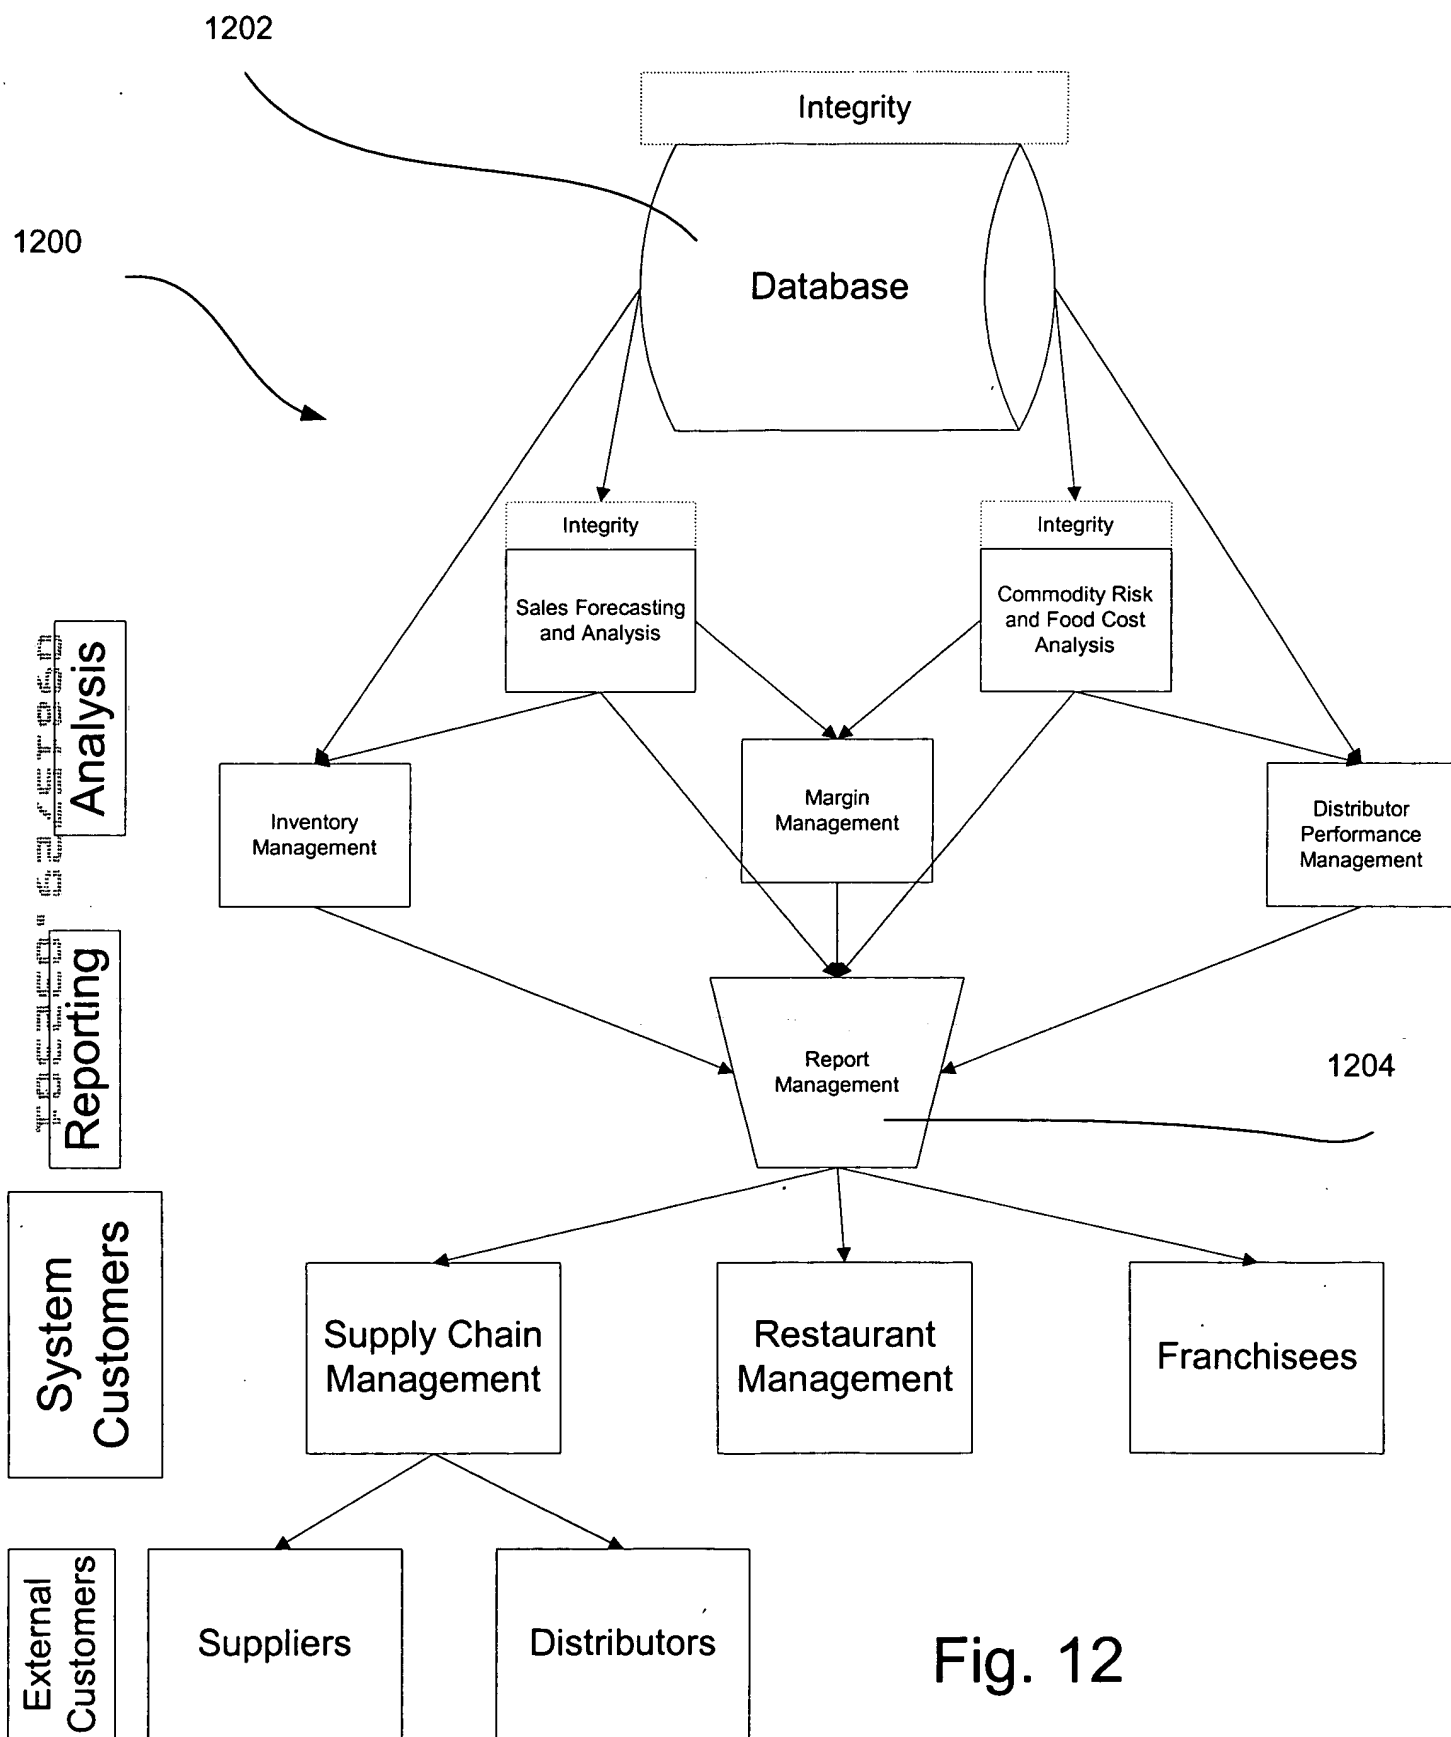 1202
Integrity
1200
Database
Integrity
Integrity
Sales Forecasting
and Analysis
Commodity Risk
and Food Cost
Analysis
Analysis
Inventory
Management
Margin
Management
Distributor
Performance
Management
Reporting
Report
Management
1204
System
Customers
Supply Chain
Management
Restaurant
Management
Franchisees
External
Customers
Suppliers
Distributors
Fig. 12